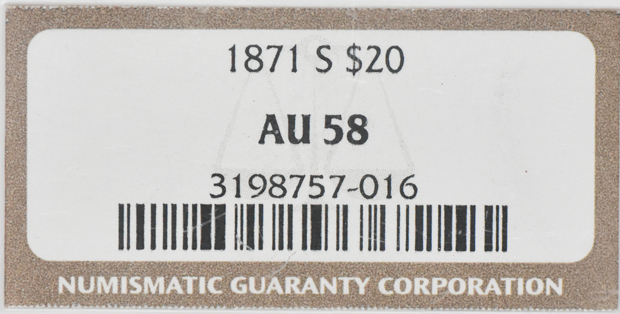 1871 S $20
AU 58
3198757-016
NUMISMATIC GUARANTY CORPORATION